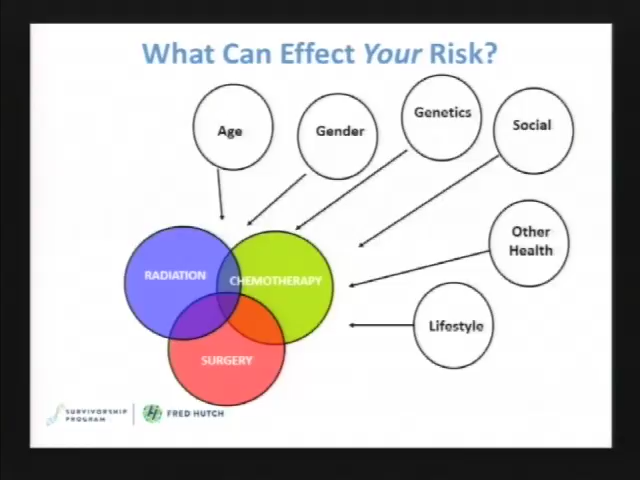 What Can Effect Your Risk?
Age
Gender
Genetics
Social
Other
Health
Lifestyle
RADIATION
CHEMOTHERAPY
SURGERY
SURVIVORSHIP
PROGRAM
FRED HUTCH